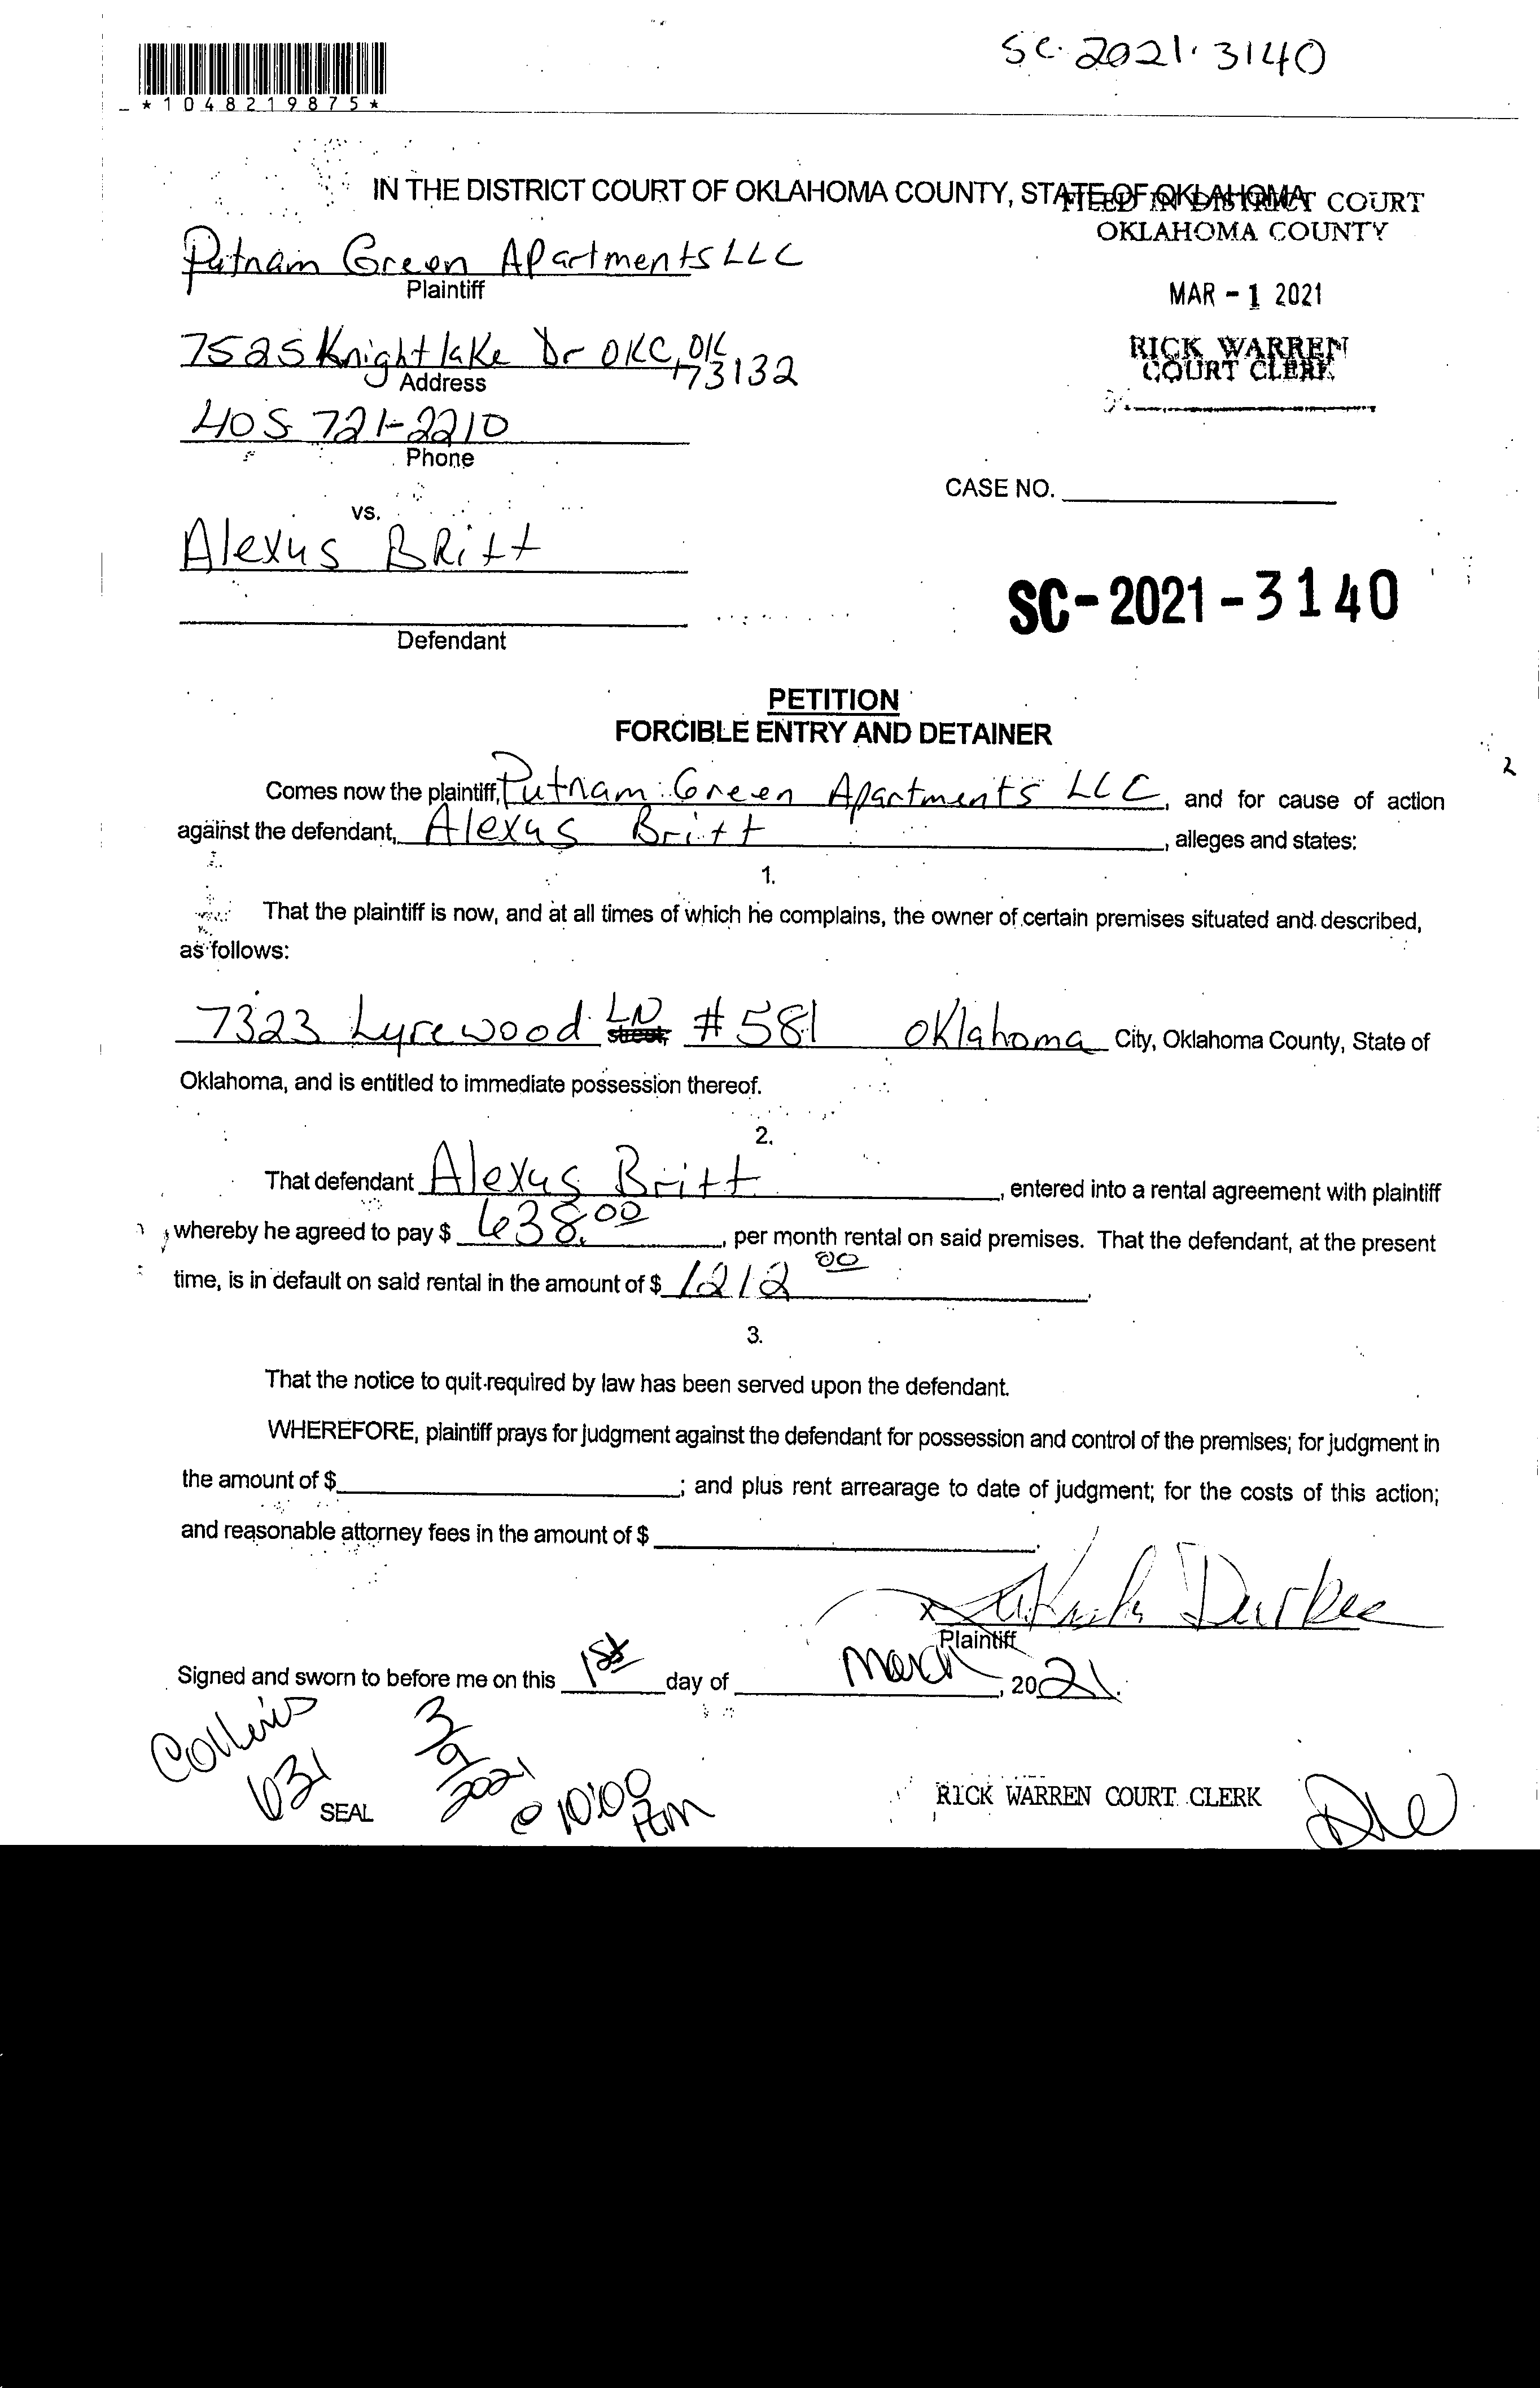 SC-2021-3140
*1048219875*
IN THE DISTRICT COURT OF OKLAHOMA COUNTY, STATE OF OKLAHOMA
FILED IN DISTRICT COURT
OKLAHOMA COUNTY
Putnam Green Apartments LLC
Plaintiff
MAR - 1 2021
7525 Knightlake Dr OKC, OK
73132
Address
RICK WARREN
COURT CLERK
405 721-2210
Phone
CASE NO.
vs.
Alexus BRitt
SC-2021-3140
Defendant
PETITION
FORCIBLE ENTRY AND DETAINER
2
Comes now the plaintiff, Putnam Green Apartments LLC, and for cause of action
against the defendant, Alexus Britt, alleges and states:
1.
That the plaintiff is now, and at all times of which he complains, the owner of certain premises situated and described,
as follows:
7323 Lyrewood LN #581 Oklahoma City, Oklahoma County, State of
Oklahoma, and is entitled to immediate possession thereof.
2.
That defendant Alexus Britt, entered into a rental agreement with plaintiff
whereby he agreed to pay $ 638.00, per month rental on said premises. That the defendant, at the present
time, is in default on said rental in the amount of $ 1212 00.
3.
That the notice to quit required by law has been served upon the defendant.
WHEREFORE, plaintiff prays for judgment against the defendant for possession and control of the premises; for judgment in
the amount of $; and plus rent arrearage to date of judgment; for the costs of this action;
and reasonable attorney fees in the amount of $.
X Durkee
Plaintiff
Signed and sworn to before me on this 1st day of March, 2021.
Collins
631
SEAL
3/9/2021
@ 10:00 Am
RICK WARREN COURT CLERK